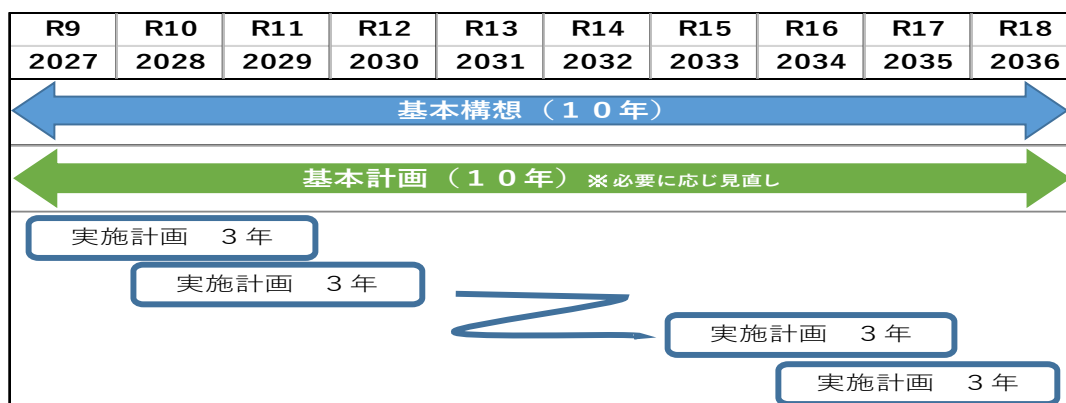 R9 R10 R11 R12 R13 R14 R15 R16 R17 R18
2027 2028 2029 2030 2031 2032 2033 2034 2035 2036
基本構想（１０年）
基本計画（１０年）※必要に応じ見直し
実施計画　３年
実施計画　３年
実施計画　３年
実施計画　３年